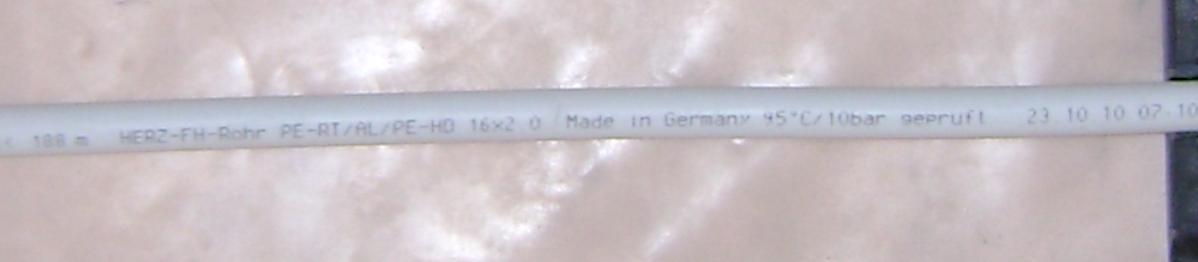 < 188 m HERZ-FH-Rohr PE-RT/AL/PE-HD 16x2 0 Made in Germany 95°C/10bar geprüft 23 10 10 07.10